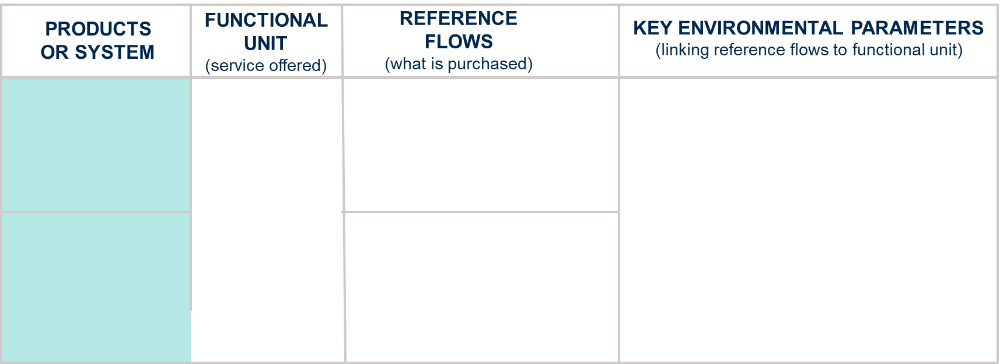 PRODUCTS
OR SYSTEM
FUNCTIONAL
UNIT
(service offered)
REFERENCE
FLOWS
(what is purchased)
KEY ENVIRONMENTAL PARAMETERS
(linking reference flows to functional unit)